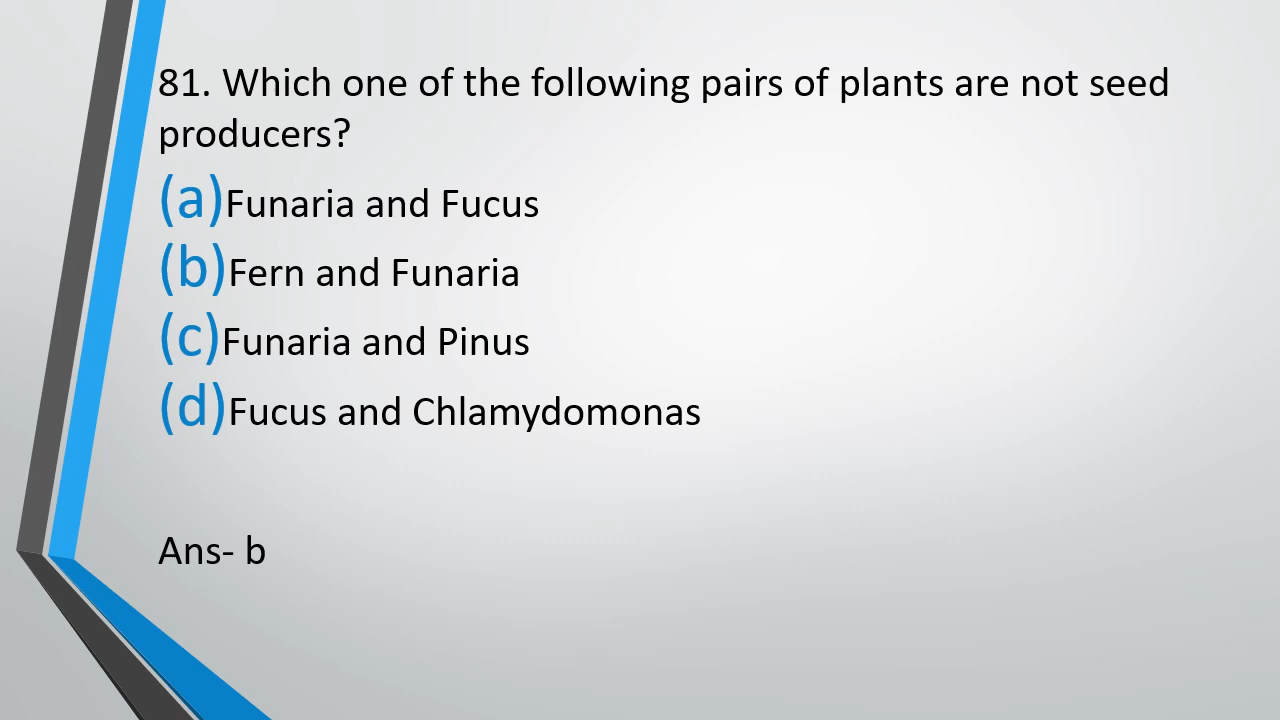 81. Which one of the following pairs of plants are not seed
producers?
(a)Funaria and Fucus
(b)Fern and Funaria
(c)Funaria and Pinus
(d)Fucus and Chlamydomonas
Ans- b